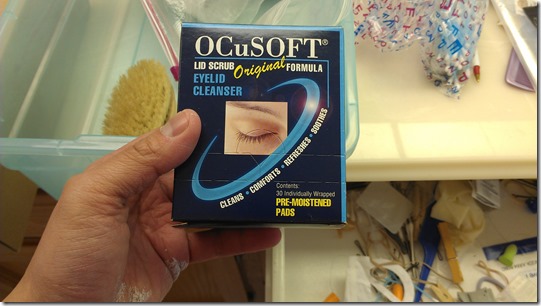 OCuSOFT®
LID SCRUB Original FORMULA
EYELID
CLEANSER
CLEANS • COMFORTS • REFRESHES • SOOTHES
Contents:
30 Individually Wrapped
PRE-MOISTENED
PADS